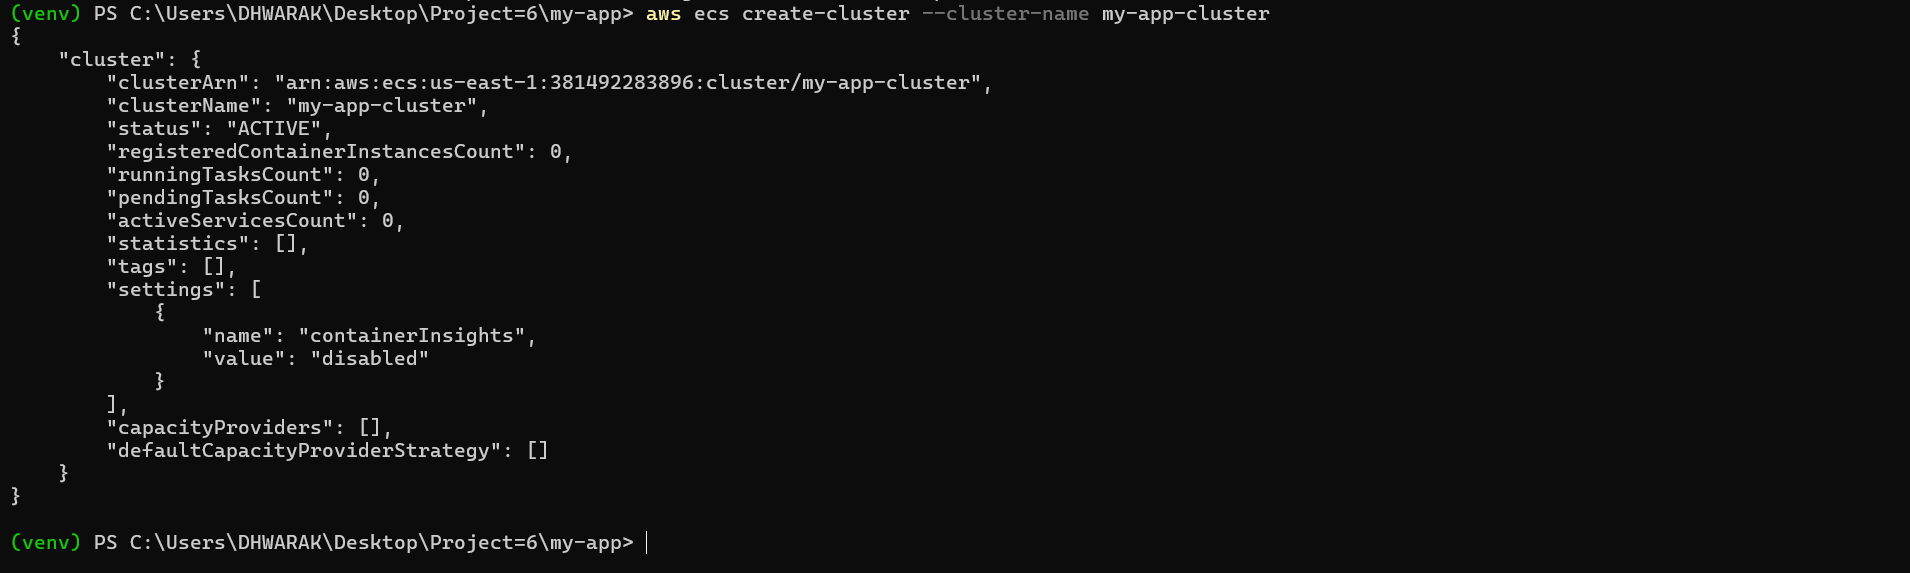 (venv) PS C:\Users\DHWARAK\Desktop\Project=6\my-app> aws ecs create-cluster --cluster-name my-app-cluster
{
    "cluster": {
        "clusterArn": "arn:aws:ecs:us-east-1:381492283896:cluster/my-app-cluster",
        "clusterName": "my-app-cluster",
        "status": "ACTIVE",
        "registeredContainerInstancesCount": 0,
        "runningTasksCount": 0,
        "pendingTasksCount": 0,
        "activeServicesCount": 0,
        "statistics": [],
        "tags": [],
        "settings": [
            {
                "name": "containerInsights",
                "value": "disabled"
            }
        ],
        "capacityProviders": [],
        "defaultCapacityProviderStrategy": []
    }
}
(venv) PS C:\Users\DHWARAK\Desktop\Project=6\my-app>